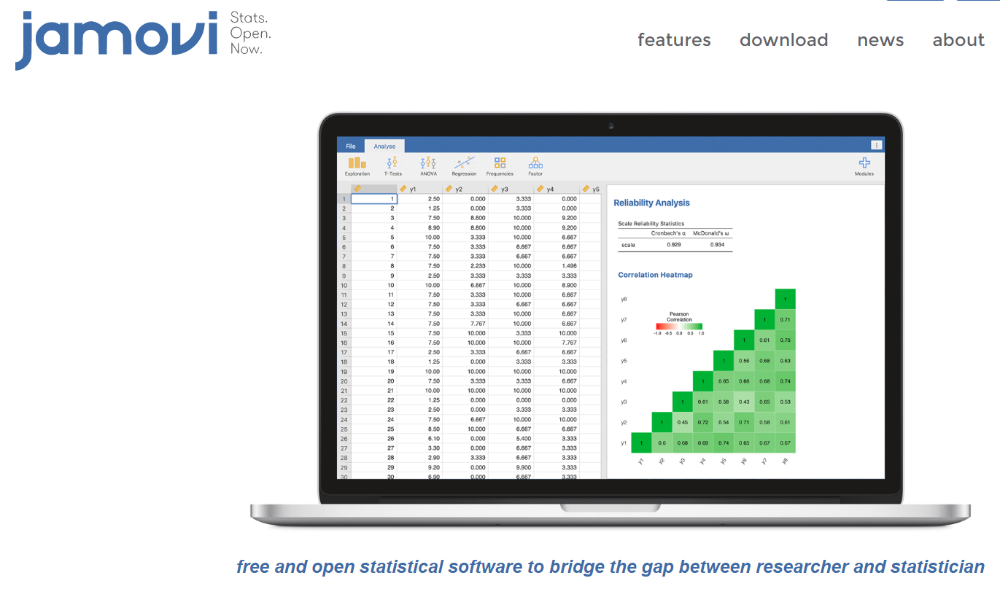 jamovi
Stats.
Open.
Now.
features download news about
File Analyse
Exploration T-Tests ANOVA Regression Frequencies Factor Modules
y1 y2 y3 y4 y5
1 1 2.50 0.000 3.333 0.000
2 2 1.25 0.000 3.333 0.000
3 3 7.50 8.800 10.000 9.200
4 4 8.90 8.800 10.000 9.200
5 5 10.00 3.333 10.000 6.667
6 6 7.50 3.333 6.667 6.667
7 7 7.50 3.333 6.667 6.667
8 8 7.50 2.233 10.000 1.496
9 9 2.50 3.333 3.333 3.333
10 10 10.00 6.667 10.000 8.900
11 11 7.50 3.333 10.000 6.667
12 12 7.50 3.333 6.667 6.667
13 13 7.50 3.333 10.000 6.667
14 14 7.50 7.767 10.000 6.667
15 15 7.50 10.000 3.333 10.000
16 16 7.50 10.000 10.000 7.767
17 17 2.50 3.333 6.667 6.667
18 18 1.25 0.000 3.333 3.333
19 19 10.00 10.000 10.000 10.000
20 20 7.50 3.333 3.333 6.667
21 21 10.00 10.000 10.000 10.000
22 22 1.25 0.000 0.000 0.000
23 23 2.50 0.000 3.333 3.333
24 24 7.50 6.667 10.000 10.000
25 25 8.50 10.000 6.667 6.667
26 26 6.10 0.000 5.400 3.333
27 27 3.30 0.000 6.667 3.333
28 28 2.90 3.333 6.667 3.333
29 29 9.20 0.000 9.900 3.333
30 30 6.90 0.000 6.667 3.333
Reliability Analysis
Scale Reliability Statistics
Cronbach's α McDonald's ω
scale 0.929 0.934
Correlation Heatmap
Pearson
Correlation
-1.0 -0.5 0.0 0.5 1.0
y8 1
y7 1 0.71
y6 1 0.61 0.75
y5 1 0.56 0.68 0.63
y4 1 0.65 0.66 0.68 0.74
y3 1 0.61 0.58 0.43 0.65 0.53
y2 1 0.45 0.72 0.54 0.71 0.58 0.61
y1 1 0.6 0.68 0.69 0.74 0.65 0.67 0.67
y1 y2 y3 y4 y5 y6 y7 y8
free and open statistical software to bridge the gap between researcher and statistician